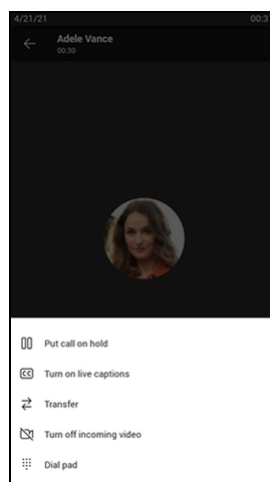 4/21/21 00:3
Adele Vance
00:30
Put call on hold
CC Turn on live captions
Transfer
Turn off incoming video
Dial pad